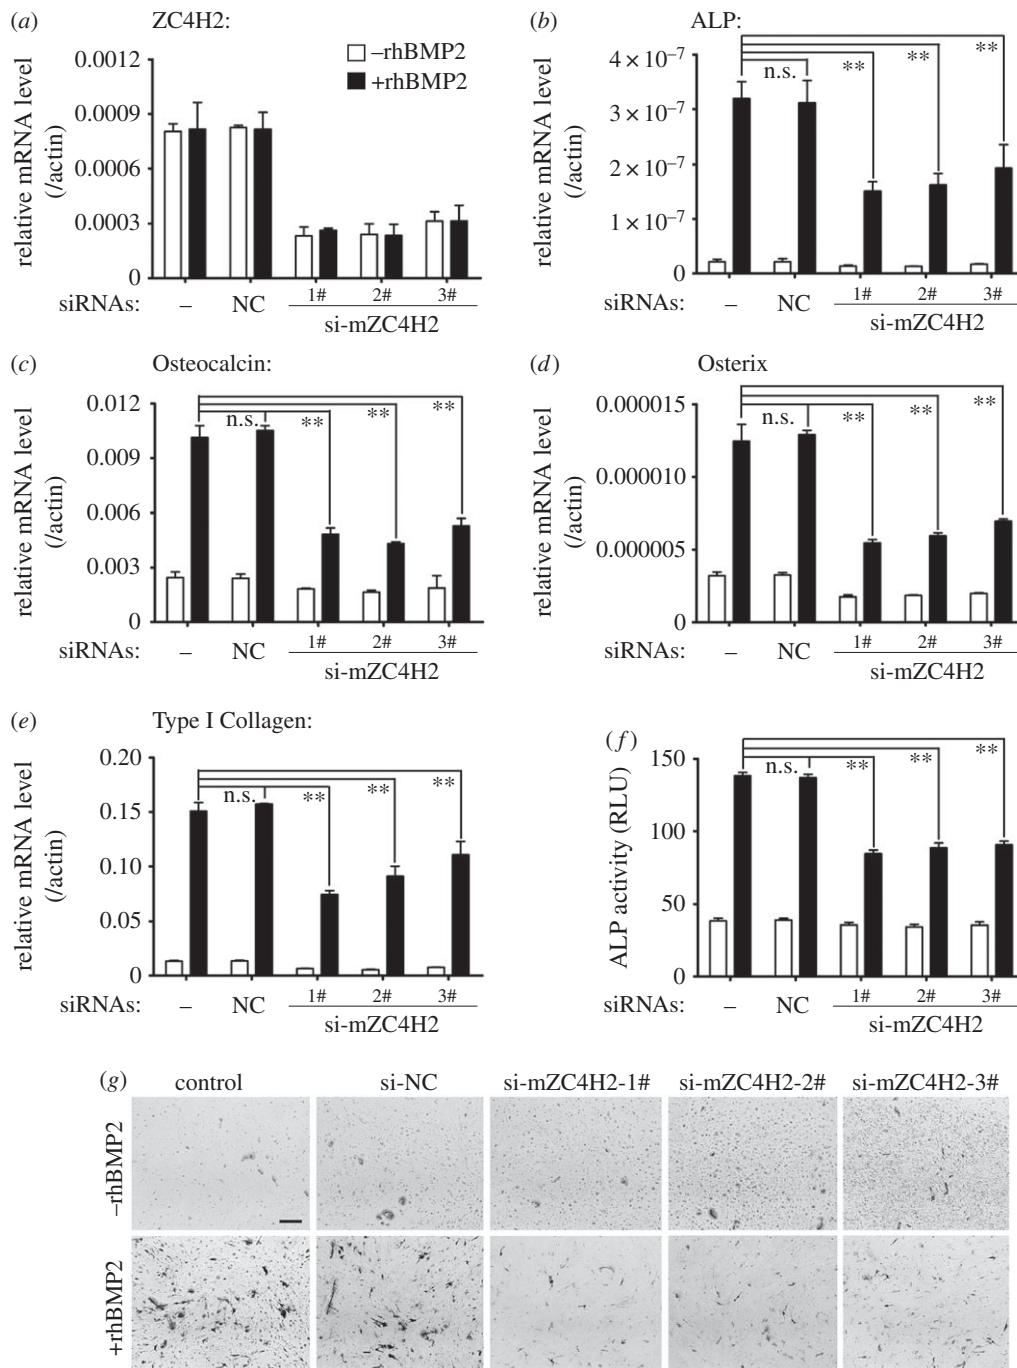 (a) ZC4H2:
relative mRNA level
(/actin)
0.0012
0.0009
0.0006
0.0003
0
–rhBMP2
+rhBMP2
siRNAs: – NC 1# 2# 3#
si-mZC4H2
(b) ALP:
relative mRNA level
(/actin)
4 × 10⁻⁷
3 × 10⁻⁷
2 × 10⁻⁷
1 × 10⁻⁷
0
n.s. ** ** **
siRNAs: – NC 1# 2# 3#
si-mZC4H2
(c) Osteocalcin:
relative mRNA level
(/actin)
0.012
0.009
0.006
0.003
0
n.s. ** ** **
siRNAs: – NC 1# 2# 3#
si-mZC4H2
(d) Osterix
relative mRNA level
(/actin)
0.000015
0.000010
0.000005
0
n.s. ** ** **
siRNAs: – NC 1# 2# 3#
si-mZC4H2
(e) Type I Collagen:
relative mRNA level
(/actin)
0.20
0.15
0.10
0.05
0
n.s. ** ** **
siRNAs: – NC 1# 2# 3#
si-mZC4H2
(f)
ALP activity (RLU)
150
100
50
0
n.s. ** ** **
siRNAs: – NC 1# 2# 3#
si-mZC4H2
(g) control si-NC si-mZC4H2-1# si-mZC4H2-2# si-mZC4H2-3#
–rhBMP2
+rhBMP2